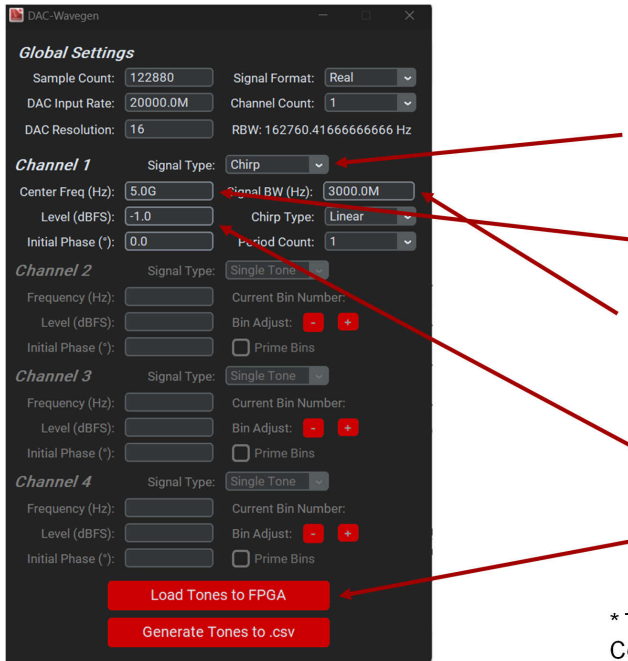 DAC-Wavegen
Global Settings
Sample Count: 122880 Signal Format: Real
DAC Input Rate: 20000.0M Channel Count: 1
DAC Resolution: 16 RBW: 162760.41666666666 Hz
Channel 1 Signal Type: Chirp
Center Freq (Hz): 5.0G Signal BW (Hz): 3000.0M
Level (dBFS): -1.0 Chirp Type: Linear
Initial Phase (°): 0.0 Period Count: 1
Channel 2 Signal Type: Single Tone
Frequency (Hz): Current Bin Number:
Level (dBFS): Bin Adjust: - +
Initial Phase (°): Prime Bins
Channel 3 Signal Type: Single Tone
Frequency (Hz): Current Bin Number:
Level (dBFS): Bin Adjust: - +
Initial Phase (°): Prime Bins
Channel 4 Signal Type: Single Tone
Frequency (Hz): Current Bin Number:
Level (dBFS): Bin Adjust: - +
Initial Phase (°): Prime Bins
Load Tones to FPGA
Generate Tones to .csv
*